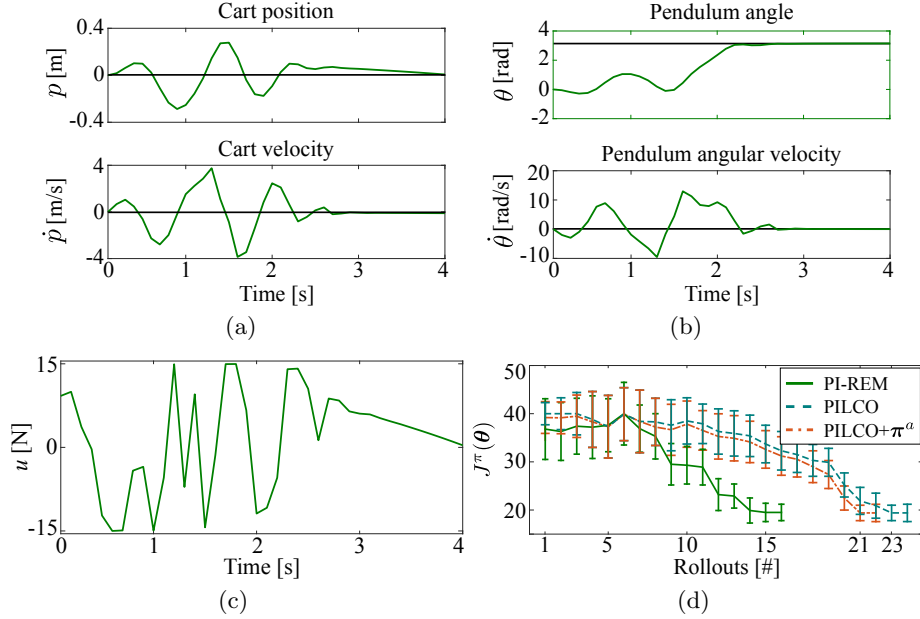 Cart position
0.4
0
-0.4
p [m]
Cart velocity
4
0
-4
ṗ [m/s]
0 1 2 3 4
Time [s]
(a)
Pendulum angle
4
2
0
-2
θ [rad]
Pendulum angular velocity
20
10
0
-10
θ̇ [rad/s]
0 1 2 3 4
Time [s]
(b)
15
0
-15
u [N]
0 1 2 3 4
Time [s]
(c)
50
40
30
20
J^π(θ)
PI-REM
PILCO
PILCO+π^a
1 5 10 15 21 23
Rollouts [#]
(d)